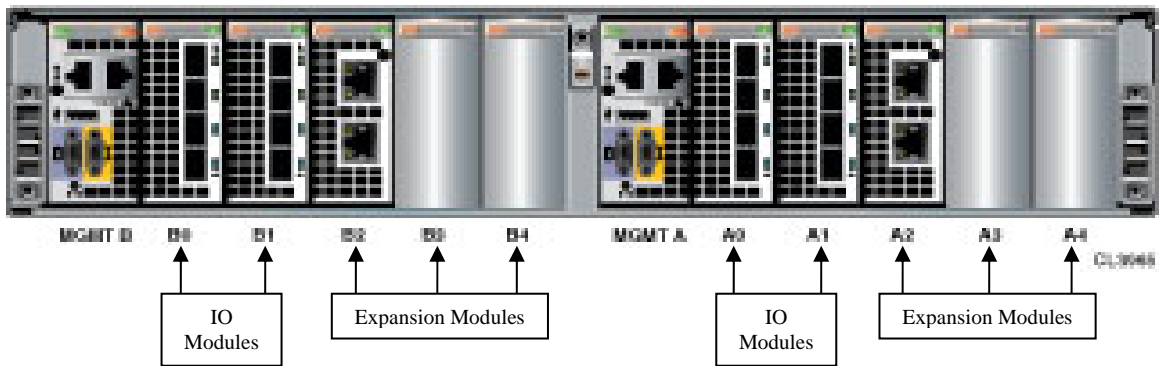 MGMT B B0 B1 B2 B3 B4 MGMT A A0 A1 A2 A3 A4
CL3965
IO Modules
Expansion Modules
IO Modules
Expansion Modules